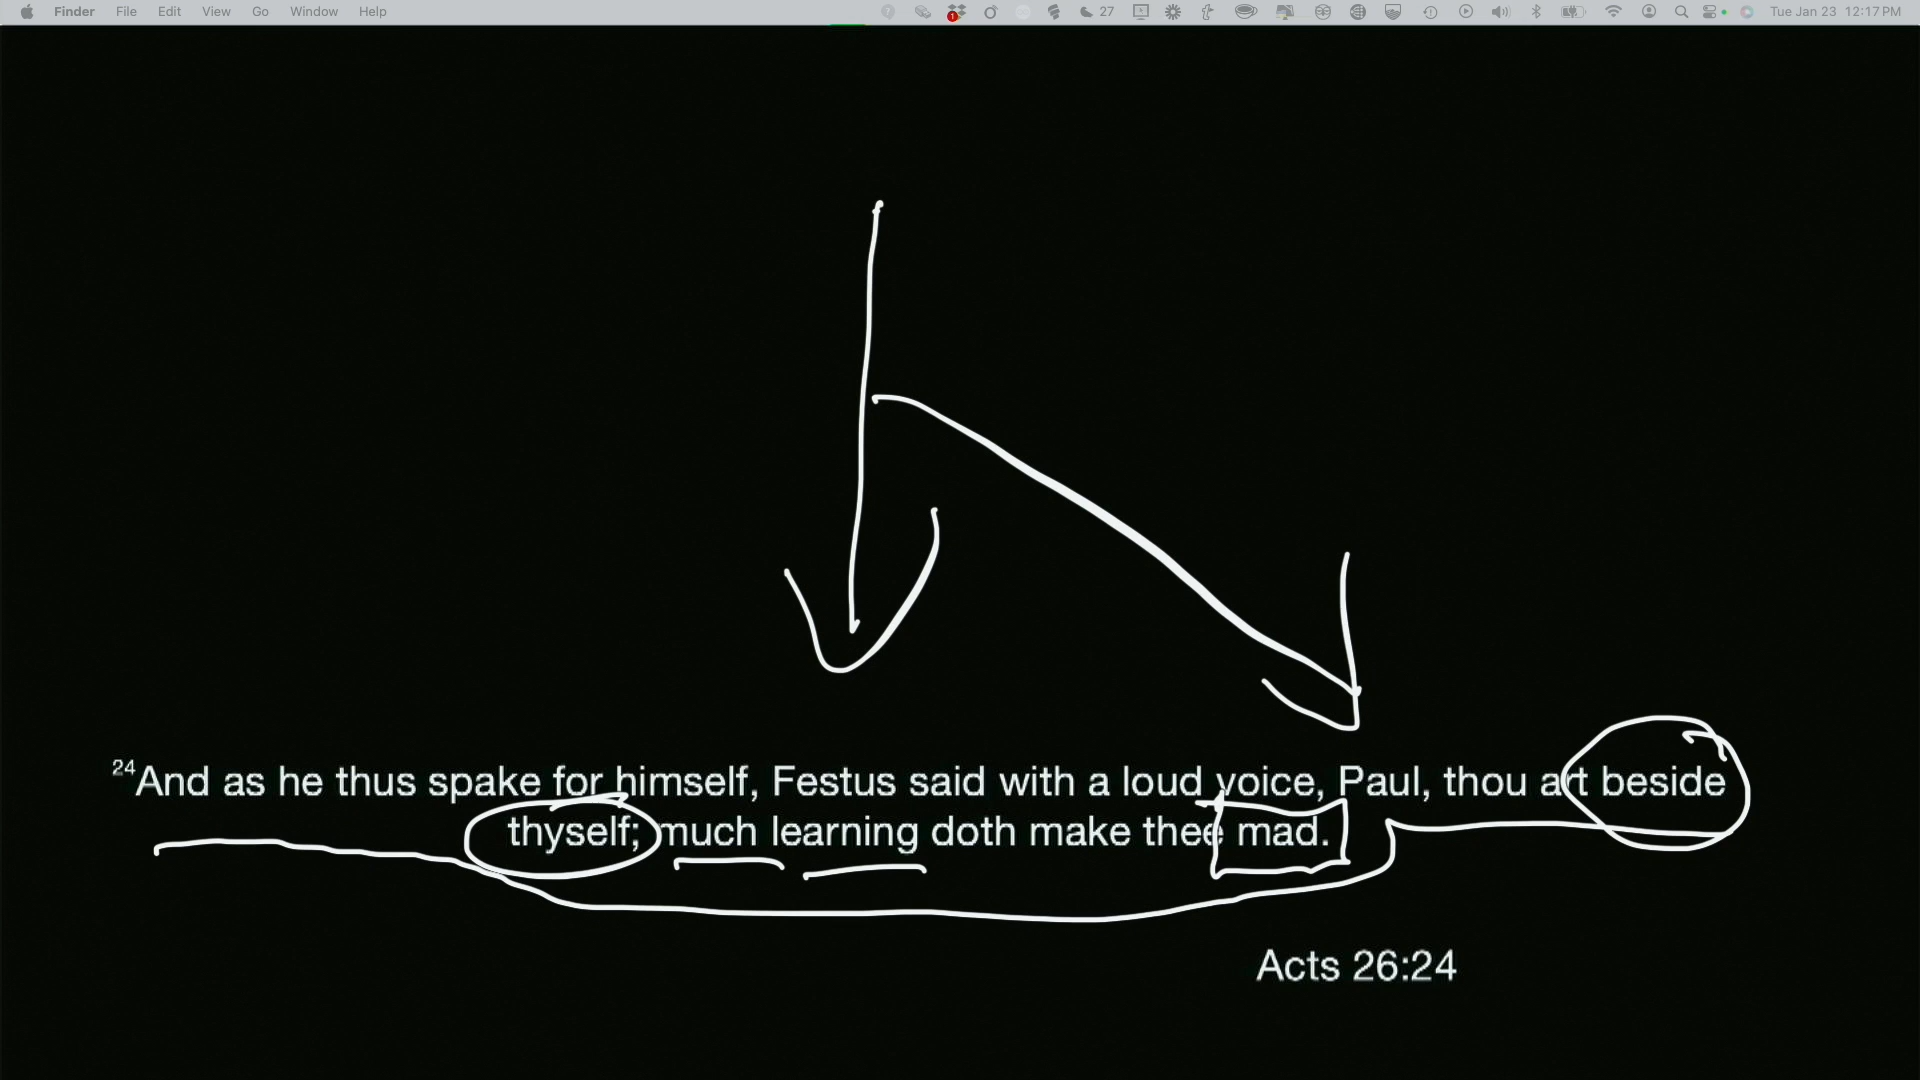 Finder File Edit View Go Window Help 27 Tue Jan 23 12:17 PM
24And as he thus spake for himself, Festus said with a loud voice, Paul, thou art beside
thyself; much learning doth make thee mad.
Acts 26:24